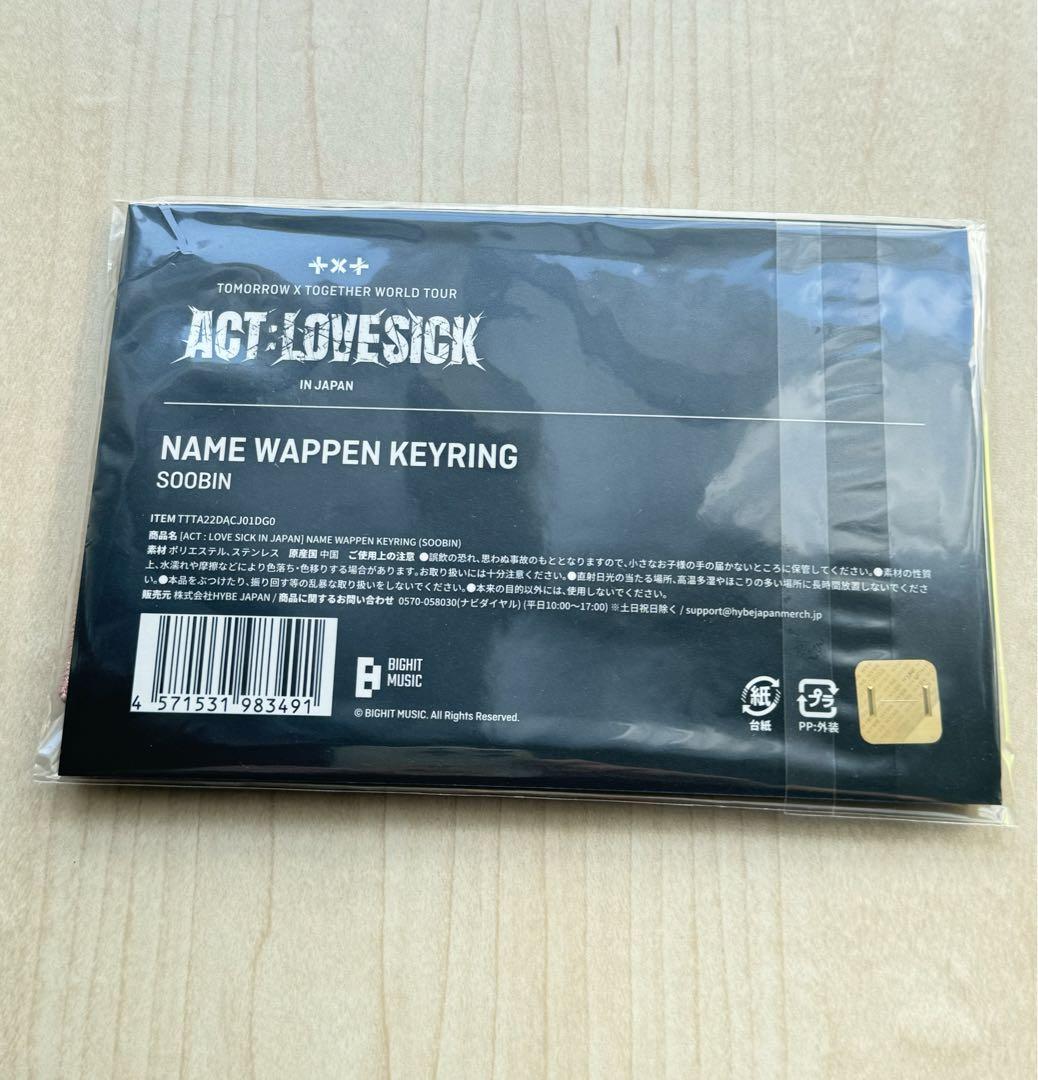 TOMORROW X TOGETHER WORLD TOUR
ACT:LOVESICK
IN JAPAN
NAME WAPPEN KEYRING
SOOBIN
ITEM TTTA22DACJ01DG0
商品名 [ACT : LOVE SICK IN JAPAN] NAME WAPPEN KEYRING (SOOBIN)
素材 ポリエステル、ステンレス 原産国 中国 ご使用上の注意 ●誤飲の恐れ、思わぬ事故のもととなりますので、小さなお子様の手の届かないところに保管してください。●素材の性質
上、水濡れや摩擦などにより色落ち・色移りする場合があります。お取り扱いには十分注意ください。●直射日光の当たる場所、高温多湿やほこりの多い場所に長時間放置しないでくださ
い。●本品をぶつけたり、振り回す等の乱暴な取り扱いをしないでください。●本来の目的以外には、使用しないでください。
販売元 株式会社HYBE JAPAN / 商品に関するお問い合わせ 0570-058030(ナビダイヤル) (平日10:00〜17:00) ※土日祝日除く / support@hybejapanmerch.jp
4 571531 983491
BIGHIT
MUSIC
© BIGHIT MUSIC. All Rights Reserved.
紙
台紙
プラ
PP:外装